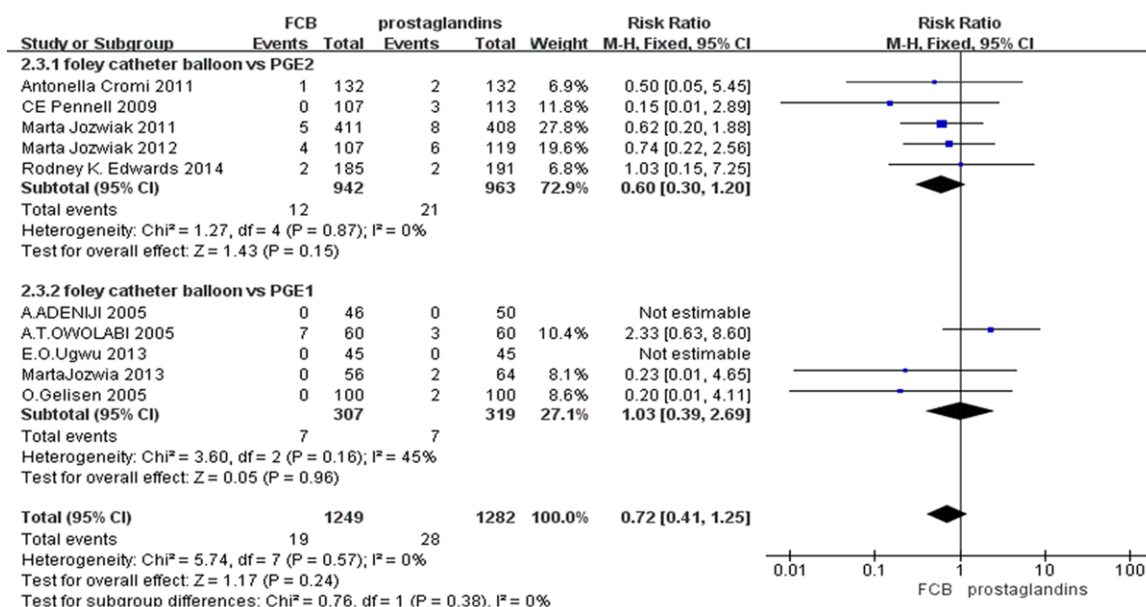 FCB prostaglandins Risk Ratio Risk Ratio
Study or Subgroup Events Total Events Total Weight M-H, Fixed, 95% CI M-H, Fixed, 95% CI
2.3.1 foley catheter balloon vs PGE2
Antonella Cromi 2011 1 132 2 132 6.9% 0.50 [0.05, 5.45]
CE Pennell 2009 0 107 3 113 11.8% 0.15 [0.01, 2.89]
Marta Jozwiak 2011 5 411 8 408 27.8% 0.62 [0.20, 1.88]
Marta Jozwiak 2012 4 107 6 119 19.6% 0.74 [0.22, 2.56]
Rodney K. Edwards 2014 2 185 2 191 6.8% 1.03 [0.15, 7.25]
Subtotal (95% CI) 942 963 72.9% 0.60 [0.30, 1.20]
Total events 12 21
Heterogeneity: Chi² = 1.27, df = 4 (P = 0.87); I² = 0%
Test for overall effect: Z = 1.43 (P = 0.15)
2.3.2 foley catheter balloon vs PGE1
A.ADENIJI 2005 0 46 0 50 Not estimable
A.T.OWOLABI 2005 7 60 3 60 10.4% 2.33 [0.63, 8.60]
E.O.Ugwu 2013 0 45 0 45 Not estimable
MartaJozwia 2013 0 56 2 64 8.1% 0.23 [0.01, 4.65]
O.Gelisen 2005 0 100 2 100 8.6% 0.20 [0.01, 4.11]
Subtotal (95% CI) 307 319 27.1% 1.03 [0.39, 2.69]
Total events 7 7
Heterogeneity: Chi² = 3.60, df = 2 (P = 0.16); I² = 45%
Test for overall effect: Z = 0.05 (P = 0.96)
Total (95% CI) 1249 1282 100.0% 0.72 [0.41, 1.25]
Total events 19 28
Heterogeneity: Chi² = 5.74, df = 7 (P = 0.57); I² = 0%
Test for overall effect: Z = 1.17 (P = 0.24)
Test for subgroup differences: Chi² = 0.76, df = 1 (P = 0.38), I² = 0%
0.01 0.1 1 10 100
FCB prostaglandins